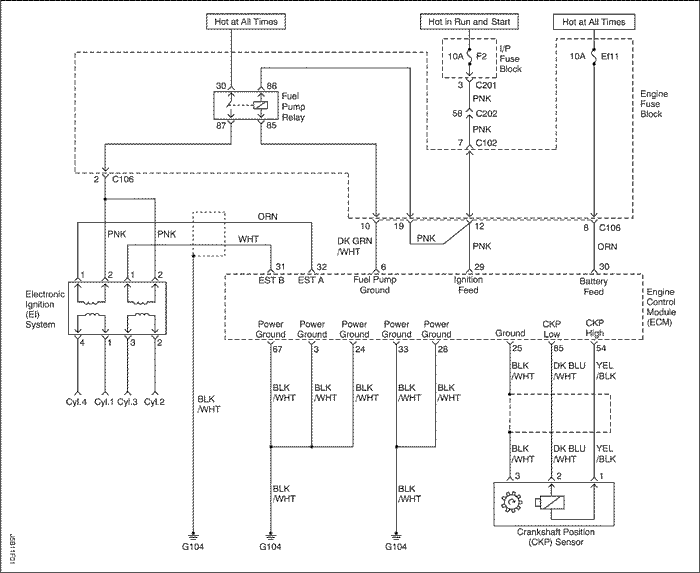 Hot at All Times
Hot in Run and Start
Hot at All Times
10A
F2
I/P
Fuse
Block
10A
Ef11
30
86
3
C201
PNK
Fuel
Pump
Relay
Engine
Fuse
Block
58
C202
PNK
87
85
7
C102
2
C106
10
19
12
8
C106
ORN
PNK
PNK
WHT
DK GRN
/WHT
PNK
PNK
ORN
31
32
6
29
30
1
2
1
2
EST B
EST A
Fuel Pump
Ground
Ignition
Feed
Battery
Feed
Electronic
Ignition
(EI)
System
Engine
Control
Module
(ECM)
Power
Ground
Power
Ground
Power
Ground
Power
Ground
Power
Ground
Ground
CKP
Low
CKP
High
4
1
3
2
67
3
24
33
28
25
85
54
Cyl.4
Cyl.1
Cyl.3
Cyl.2
BLK
/WHT
BLK
/WHT
BLK
/WHT
BLK
/WHT
BLK
/WHT
BLK
/WHT
BLK
/WHT
DK BLU
/WHT
YEL
/BLK
BLK
/WHT
DK BLU
/WHT
YEL
/BLK
BLK
/WHT
BLK
/WHT
3
2
1
G104
G104
G104
Crankshaft Position
(CKP) Sensor